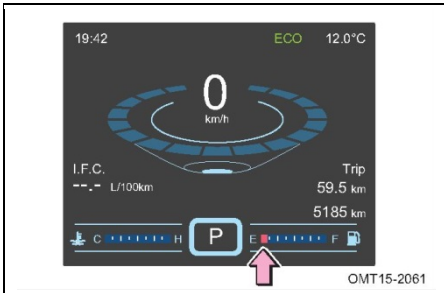 19:42 ECO 12.0°C
0
km/h
I.F.C. Trip
--.- L/100km 59.5 km
5185 km
C H P E F
OMT15-2061